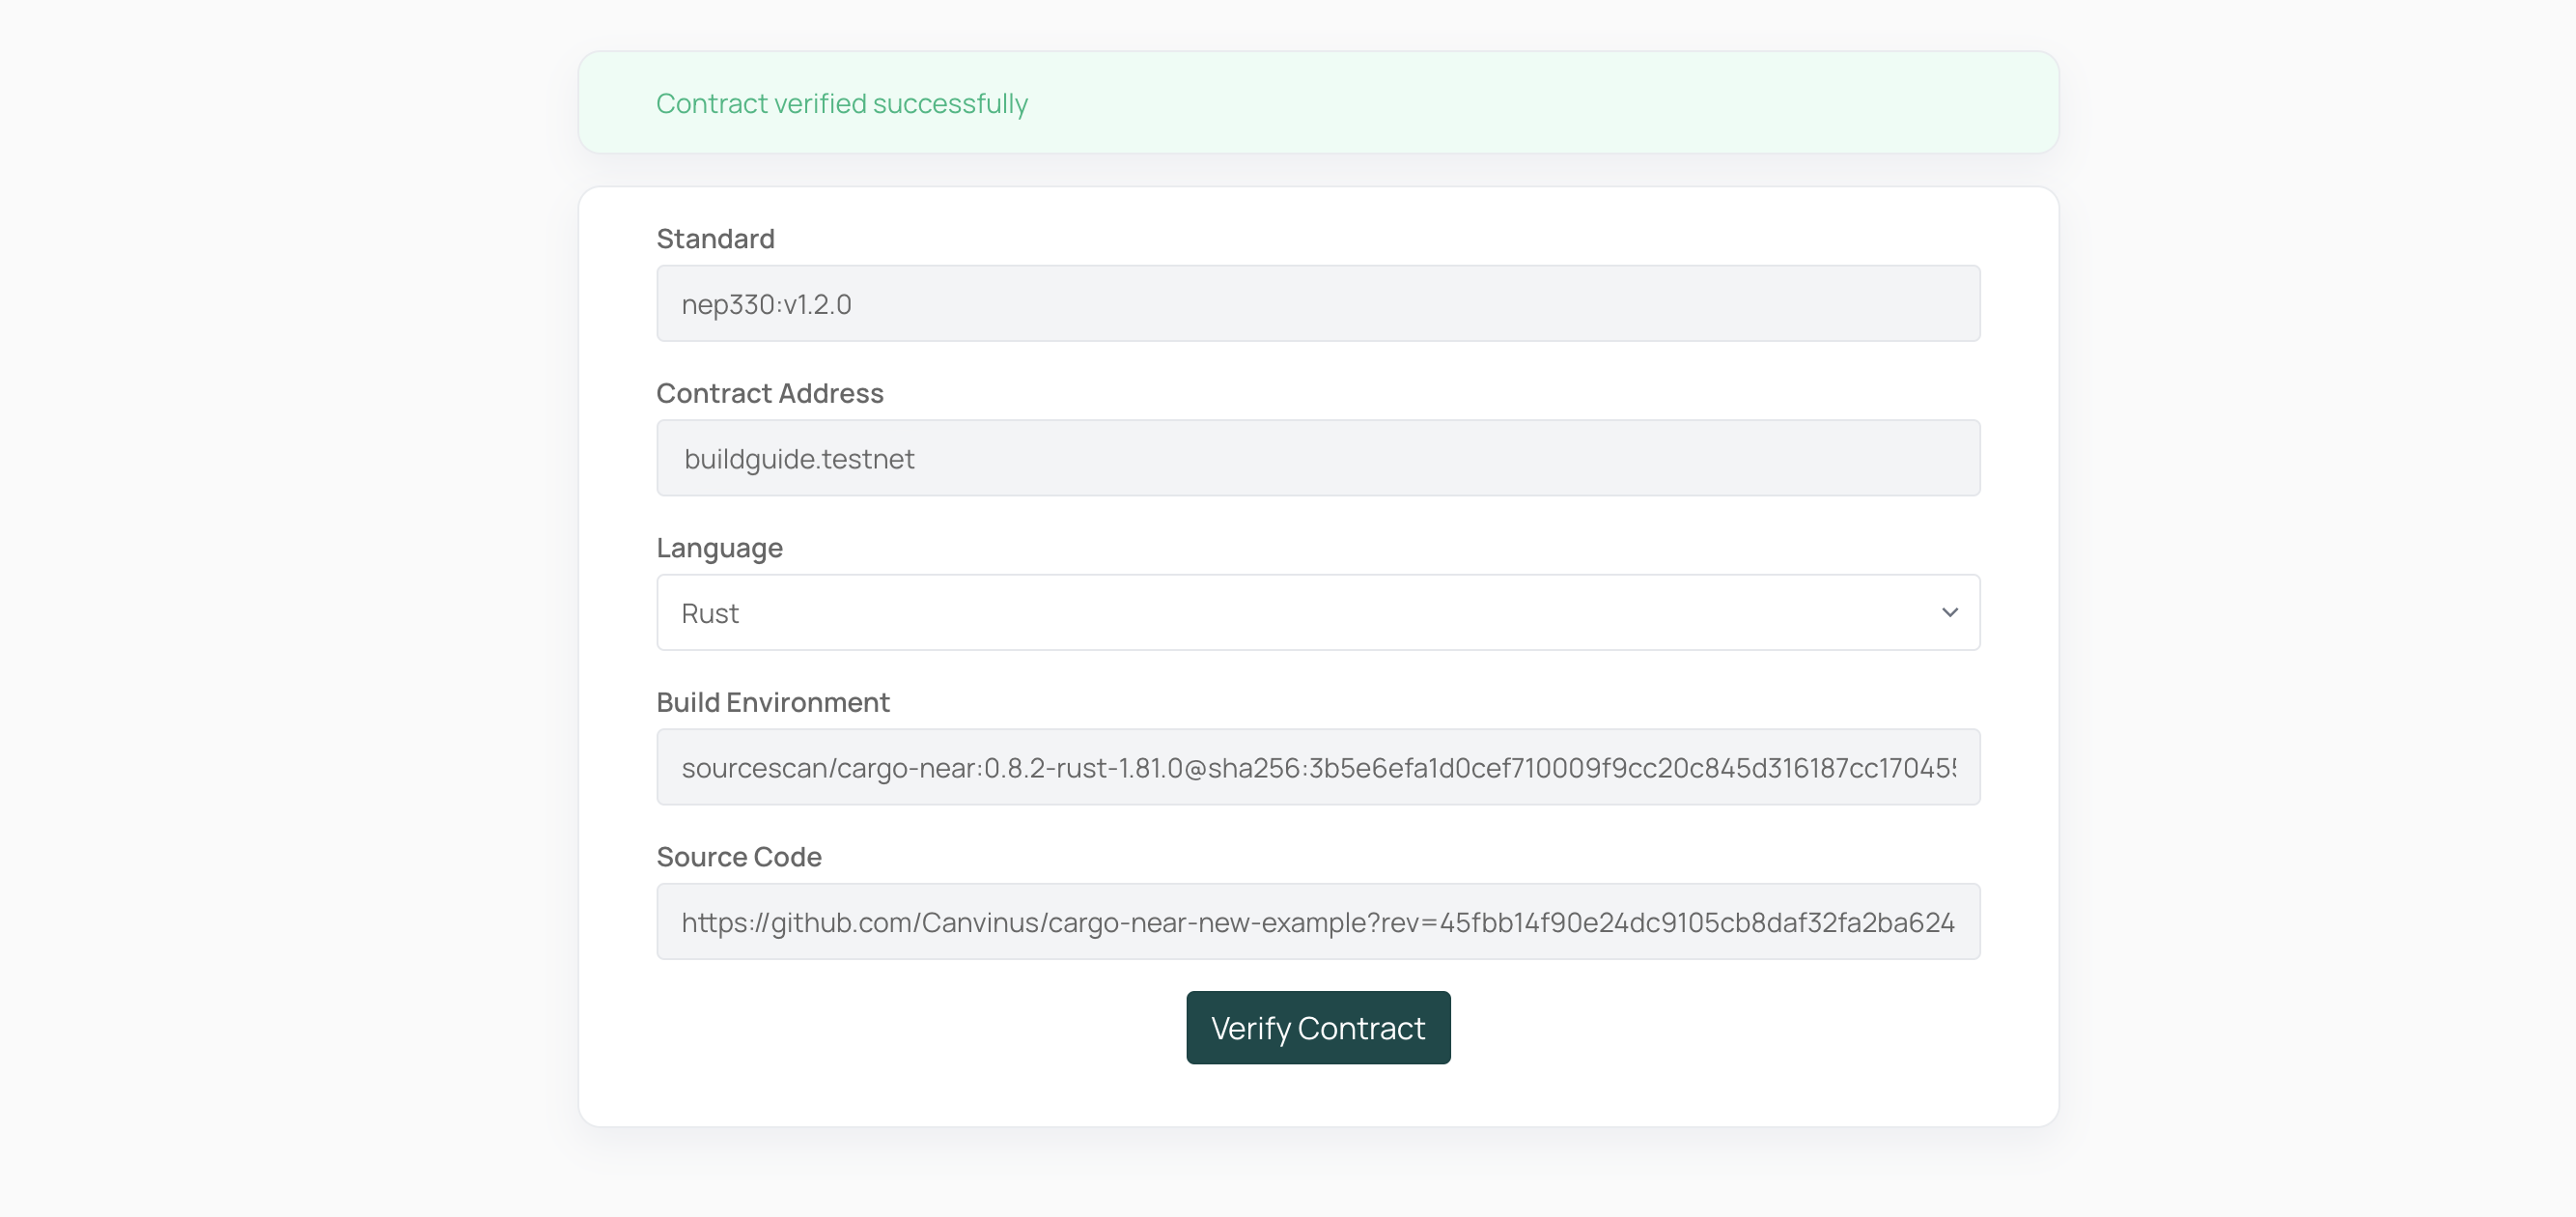 Contract verified successfully
Standard
nep330:v1.2.0
Contract Address
buildguide.testnet
Language
Rust
Build Environment
sourcescan/cargo-near:0.8.2-rust-1.81.0@sha256:3b5e6efa1d0cef710009f9cc20c845d316187cc170455
Source Code
https://github.com/Canvinus/cargo-near-new-example?rev=45fbb14f90e24dc9105cb8daf32fa2ba624
Verify Contract